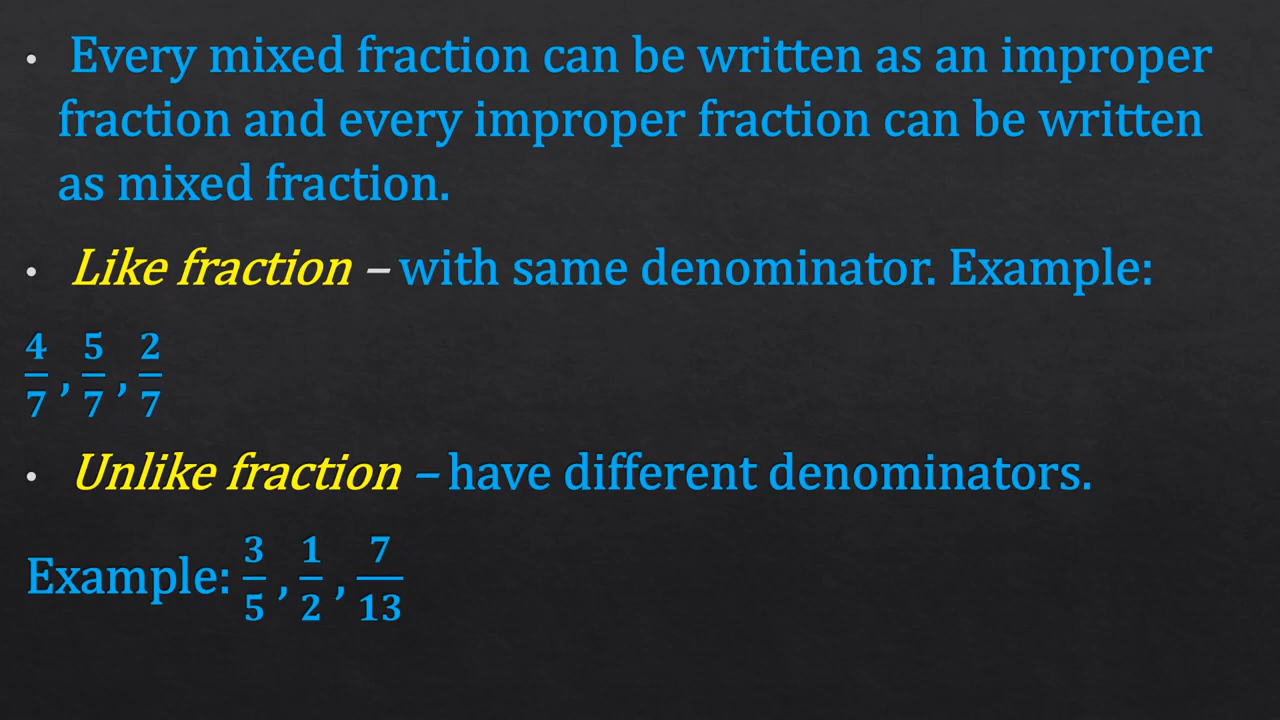 • Every mixed fraction can be written as an improper
fraction and every improper fraction can be written
as mixed fraction.
• Like fraction – with same denominator. Example:
4/7 , 5/7 , 2/7
• Unlike fraction – have different denominators.
Example: 3/5 , 1/2 , 7/13